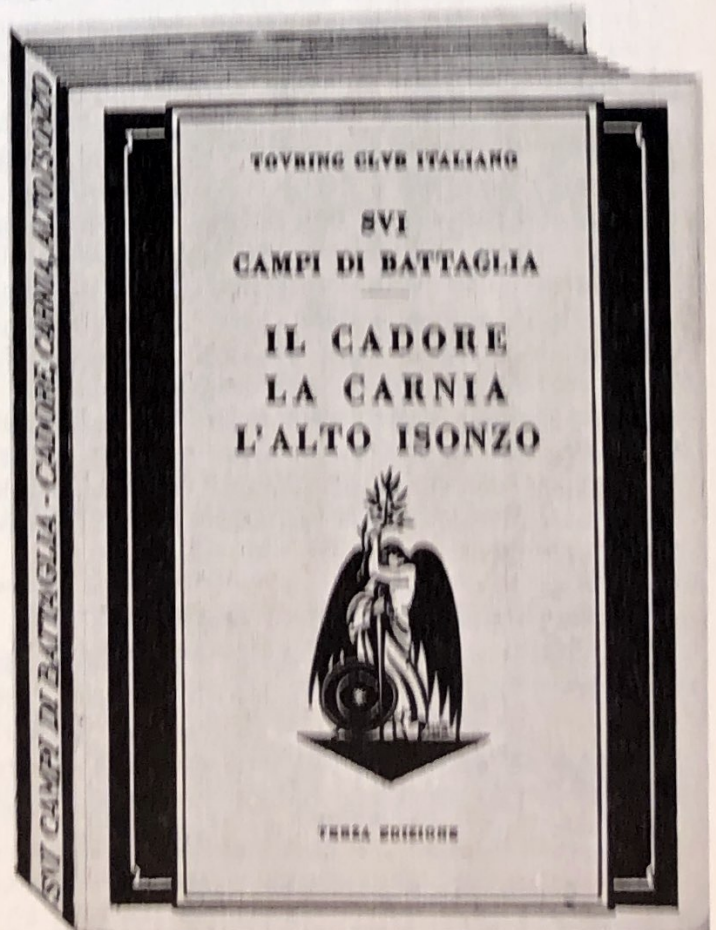 SVI CAMPI DI BATTAGLIA - CADORE, CARNIA, ALTO ISONZO
TOVRING CLVB ITALIANO
SVI
CAMPI DI BATTAGLIA
IL CADORE
LA CARNIA
L'ALTO ISONZO
TERZA EDIZIONE